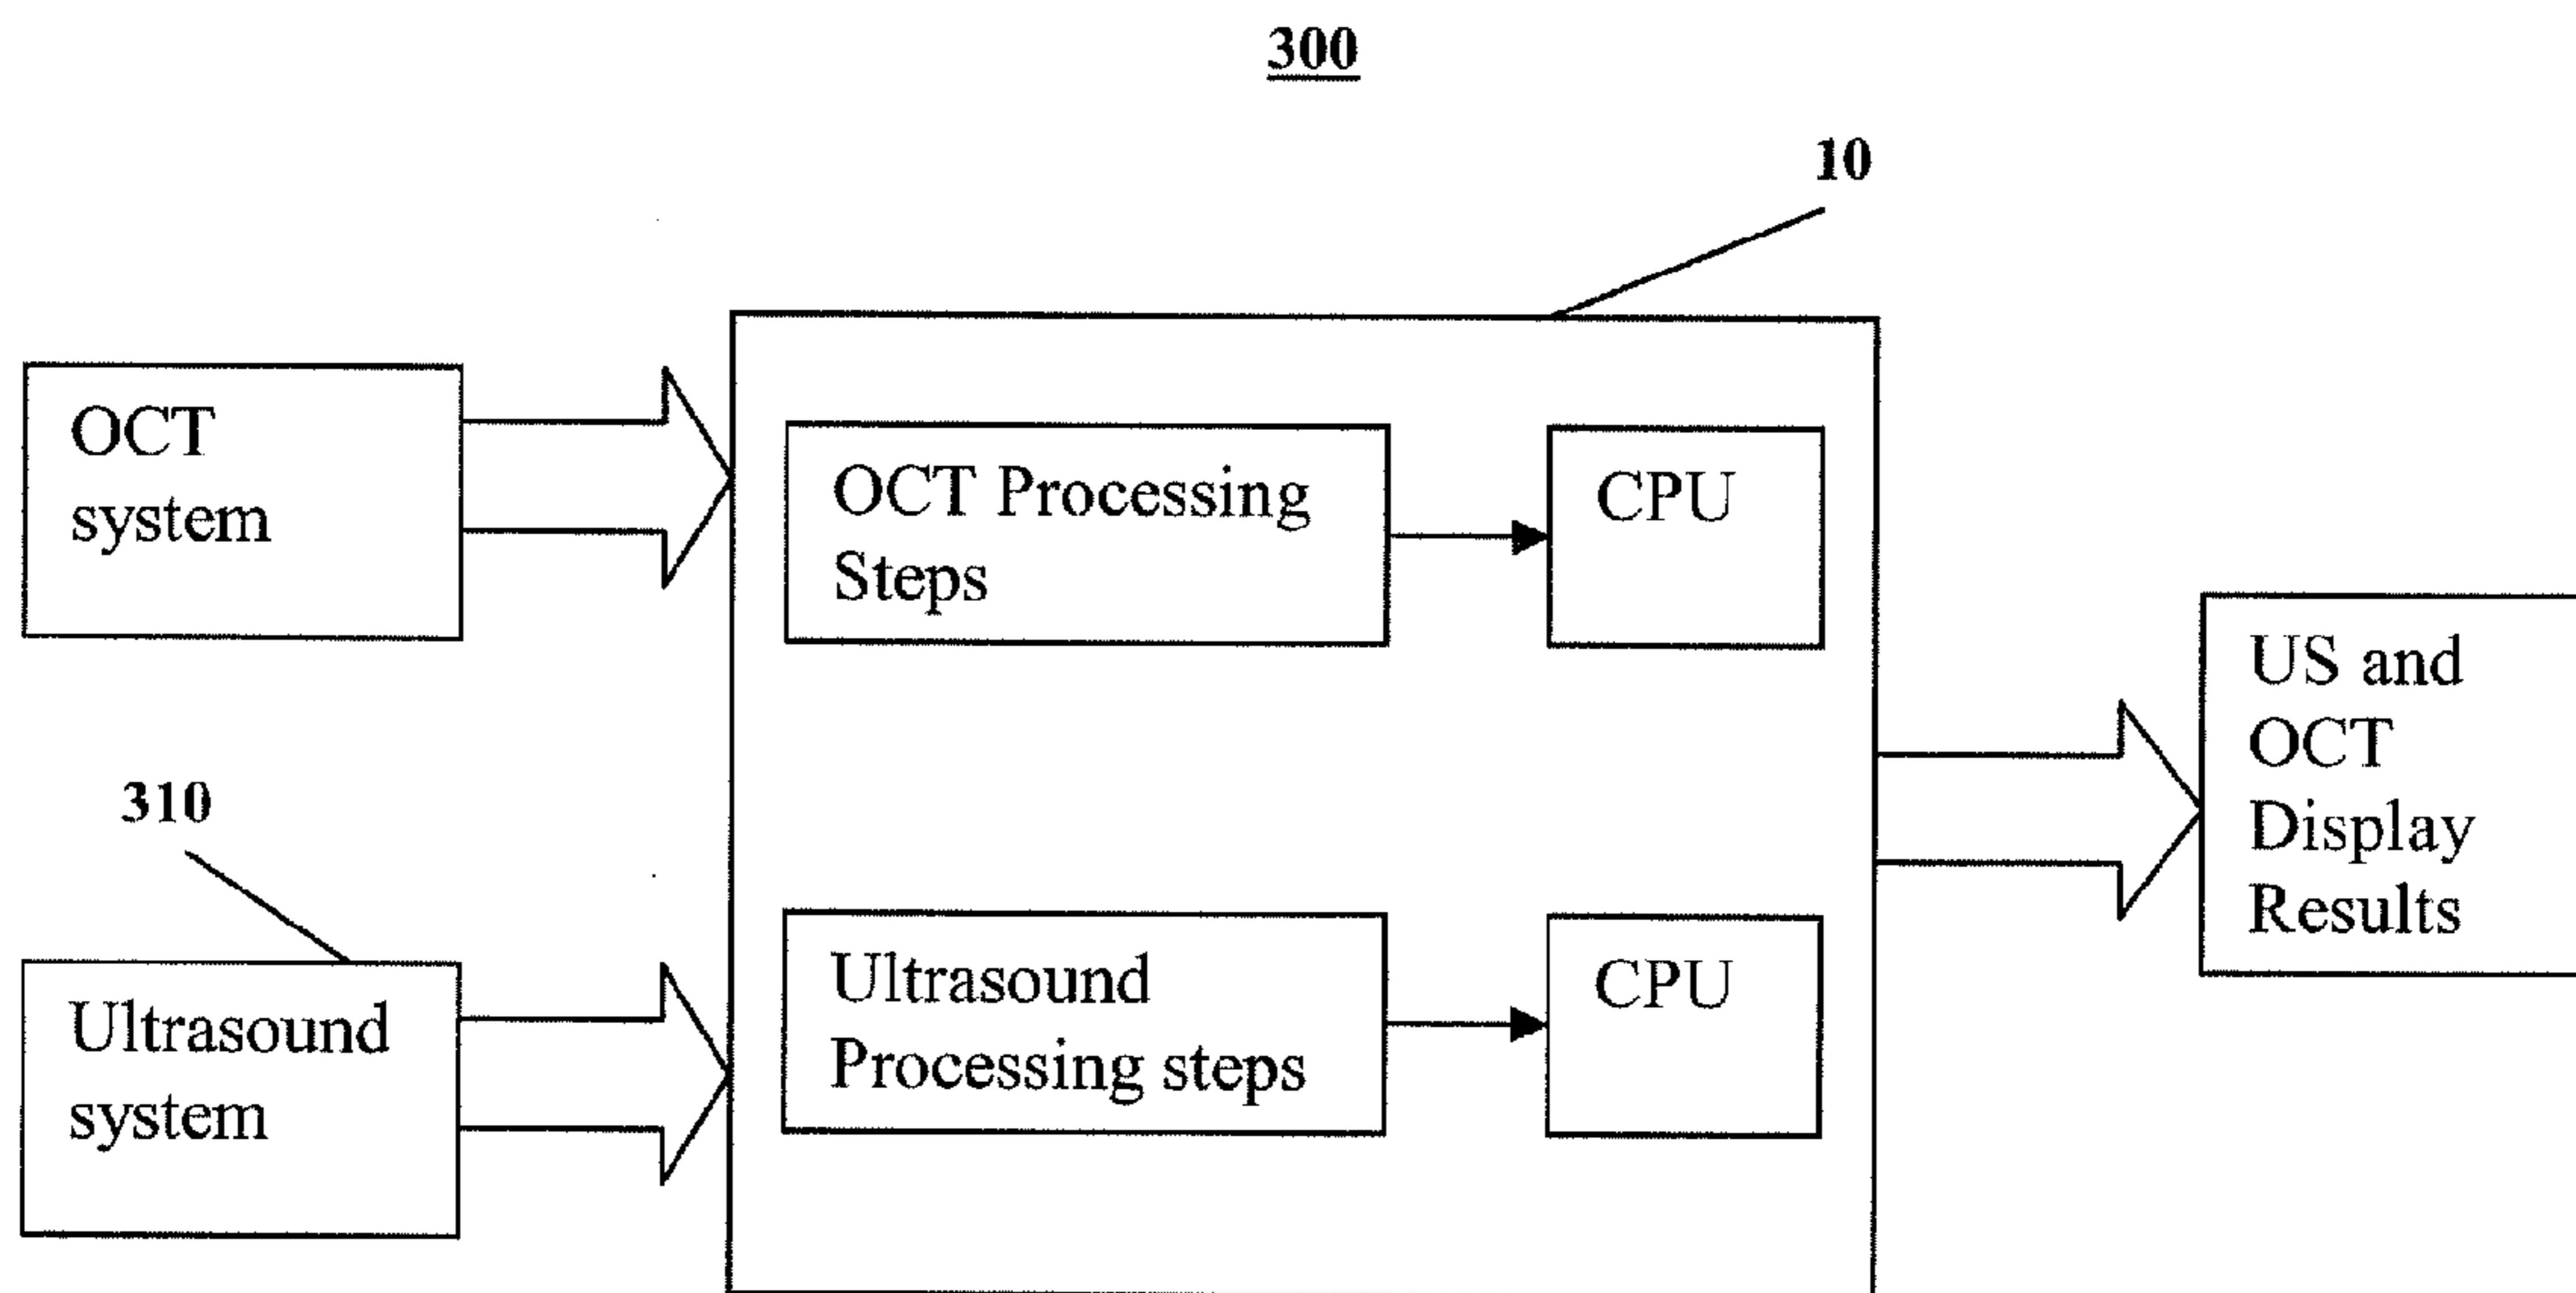 300
10
OCT
system
OCT Processing
Steps
CPU
310
Ultrasound
system
Ultrasound
Processing steps
CPU
US and
OCT
Display
Results